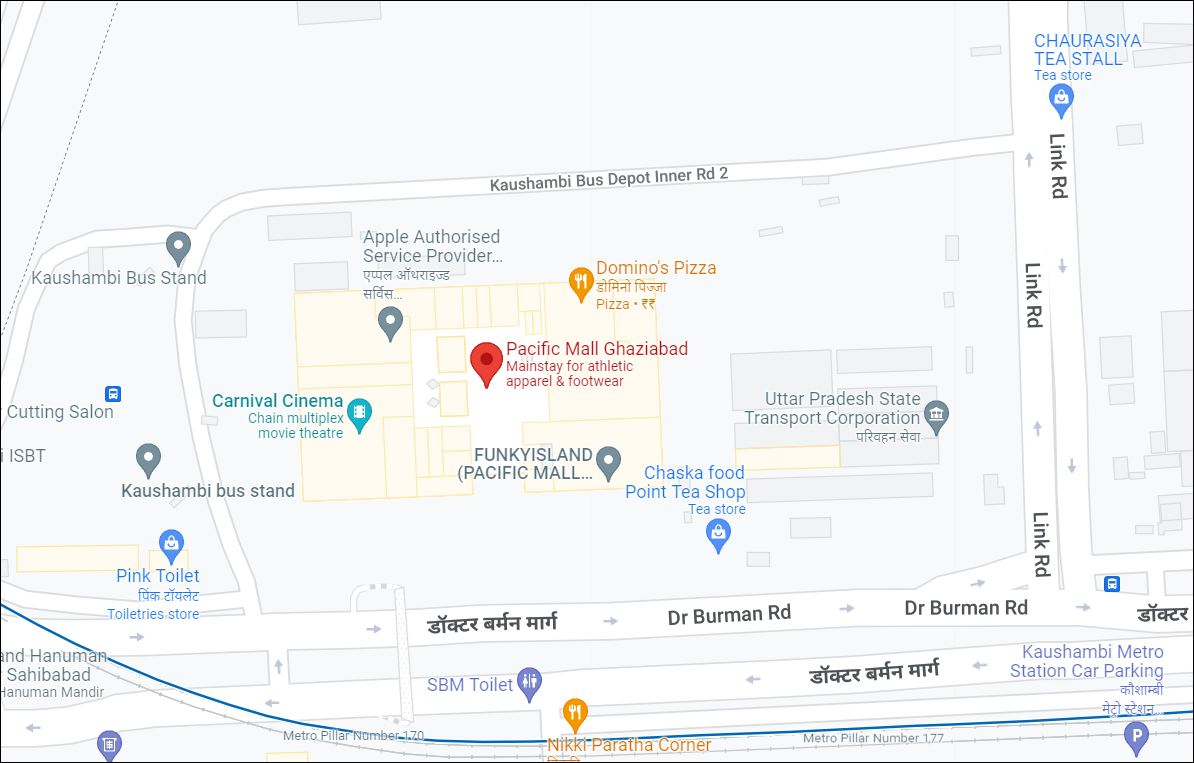 CHAURASIYA
TEA STALL
Tea store
Link Rd
Kaushambi Bus Depot Inner Rd 2
Apple Authorised
Service Provider...
एप्पल ऑथराइज्ड
सर्विस...
Kaushambi Bus Stand
Domino's Pizza
डोमिनो पिज्जा
Pizza • ₹₹
Link Rd
Pacific Mall Ghaziabad
Mainstay for athletic
apparel & footwear
Cutting Salon
Carnival Cinema
Chain multiplex
movie theatre
Uttar Pradesh State
Transport Corporation
परिवहन सेवा
i ISBT
FUNKYISLAND
(PACIFIC MALL...
Kaushambi bus stand
Chaska food
Point Tea Shop
Tea store
Link Rd
Pink Toilet
पिंक टॉयलेट
Toiletries store
डॉक्टर बर्मन मार्ग
Dr Burman Rd
Dr Burman Rd
डॉक्टर
and Hanuman
Sahibabad
Hanuman Mandir
SBM Toilet
डॉक्टर बर्मन मार्ग
Kaushambi Metro
Station Car Parking
कौशाम्बी
मेट्रो स्टेशन...
Metro Pillar Number 170
Nikki Paratha Corner
Metro Pillar Number 177
P